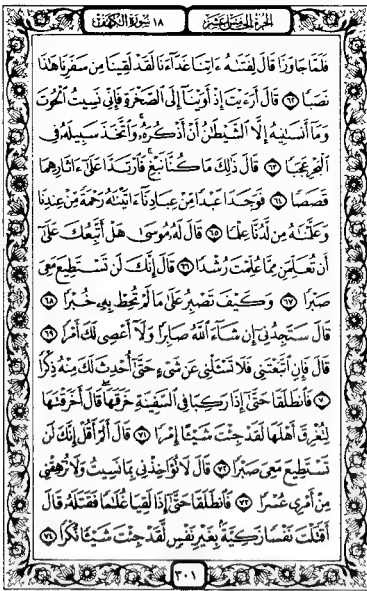 الجزء الخامس عشر
١٨ سورة الكهف
فَلَمَّا جَاوَزَا قَالَ لِفَتَىٰهُ ءَاتِنَا غَدَآءَنَا لَقَدْ لَقِينَا مِن سَفَرِنَا هَٰذَا
نَصَبًا ٦٢ قَالَ أَرَءَيْتَ إِذْ أَوَيْنَآ إِلَى ٱلصَّخْرَةِ فَإِنِّى نَسِيتُ ٱلْحُوتَ
وَمَآ أَنسَىٰنِيهُ إِلَّا ٱلشَّيْطَٰنُ أَنْ أَذْكُرَهُۥ وَٱتَّخَذَ سَبِيلَهُۥ فِى
ٱلْبَحْرِ عَجَبًا ٦٣ قَالَ ذَٰلِكَ مَا كُنَّا نَبْغِ فَٱرْتَدَّا عَلَىٰٓ ءَاثَارِهِمَا
قَصَصًا ٦٤ فَوَجَدَا عَبْدًا مِّنْ عِبَادِنَآ ءَاتَيْنَٰهُ رَحْمَةً مِّنْ عِندِنَا
وَعَلَّمْنَٰهُ مِن لَّدُنَّا عِلْمًا ٦٥ قَالَ لَهُۥ مُوسَىٰ هَلْ أَتَّبِعُكَ عَلَىٰٓ
أَن تُعَلِّمَنِ مِمَّا عُلِّمْتَ رُشْدًا ٦٦ قَالَ إِنَّكَ لَن تَسْتَطِيعَ مَعِىَ
صَبْرًا ٦٧ وَكَيْفَ تَصْبِرُ عَلَىٰ مَا لَمْ تُحِطْ بِهِۦ خُبْرًا ٦٨
قَالَ سَتَجِدُنِىٓ إِن شَآءَ ٱللَّهُ صَابِرًا وَلَآ أَعْصِى لَكَ أَمْرًا ٦٩
قَالَ فَإِنِ ٱتَّبَعْتَنِى فَلَا تَسْـَٔلْنِى عَن شَىْءٍ حَتَّىٰٓ أُحْدِثَ لَكَ مِنْهُ ذِكْرًا
٧٠ فَٱنطَلَقَا حَتَّىٰٓ إِذَا رَكِبَا فِى ٱلسَّفِينَةِ خَرَقَهَا قَالَ أَخَرَقْتَهَا
لِتُغْرِقَ أَهْلَهَا لَقَدْ جِئْتَ شَيْـًٔا إِمْرًا ٧١ قَالَ أَلَمْ أَقُلْ إِنَّكَ لَن
تَسْتَطِيعَ مَعِىَ صَبْرًا ٧٢ قَالَ لَا تُؤَاخِذْنِى بِمَا نَسِيتُ وَلَا تُرْهِقْنِى
مِنْ أَمْرِى عُسْرًا ٧٣ فَٱنطَلَقَا حَتَّىٰٓ إِذَا لَقِيَا غُلَٰمًا فَقَتَلَهُۥ قَالَ
أَقَتَلْتَ نَفْسًا زَكِيَّةًۢ بِغَيْرِ نَفْسٍ لَّقَدْ جِئْتَ شَيْـًٔا نُّكْرًا ٧٤
٣٠١